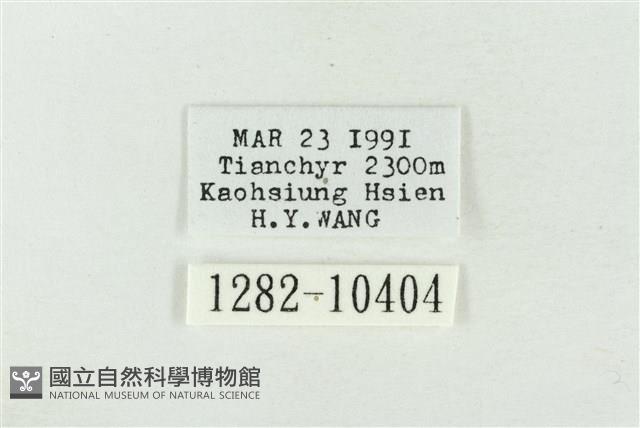 MAR 23 1991
Tianchyr 2300m
Kaohsiung Hsien
H.Y.WANG
1282-10404
國立自然科學博物館
NATIONAL MUSEUM OF NATURAL SCIENCE